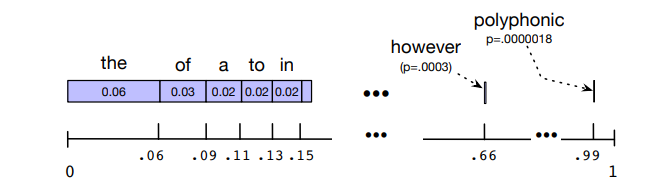 polyphonic
p=.0000018
however
(p=.0003)
the of a to in
0.06 0.03 0.02 0.02 0.02
•••
••• •••
.06 .09 .11 .13 .15 .66 .99
0 1